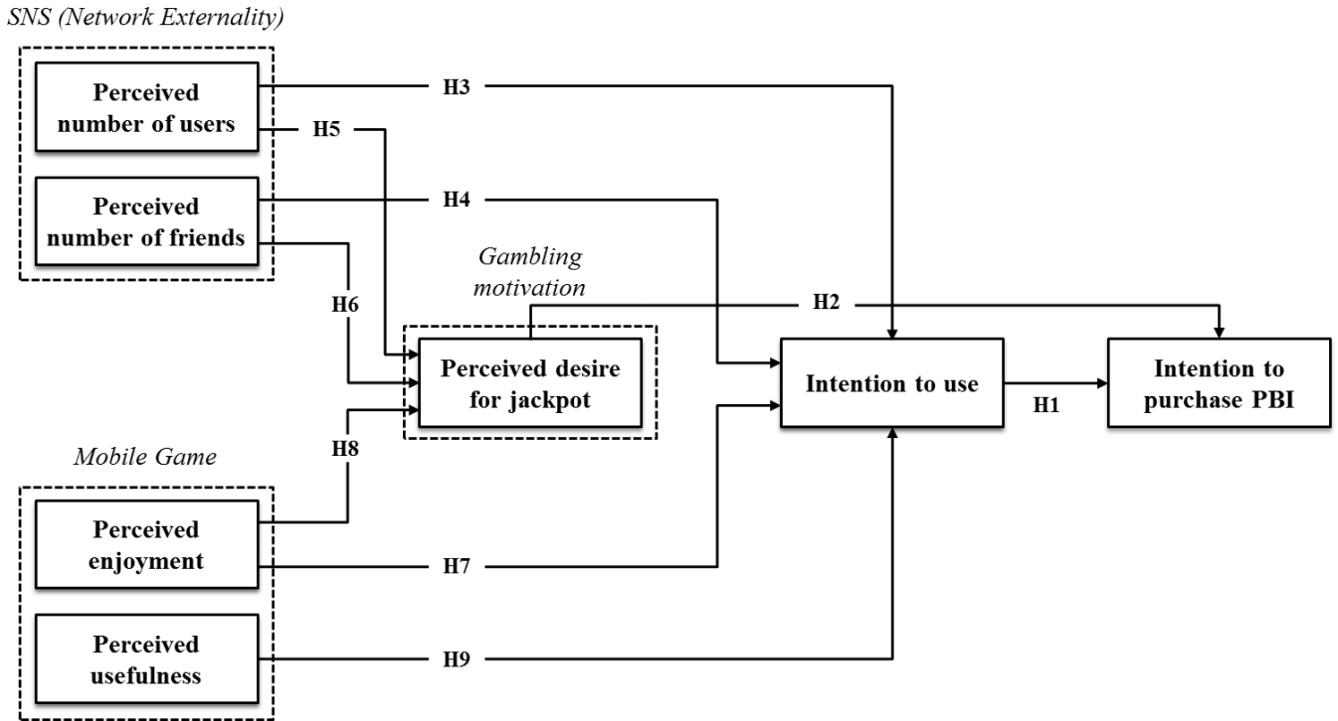 SNS (Network Externality)
Perceived
number of users
H3
H5
Perceived
number of friends
H4
H6
Gambling
motivation
H2
Perceived desire
for jackpot
Intention to use
H1
Intention to
purchase PBI
Mobile Game
H8
Perceived
enjoyment
H7
Perceived
usefulness
H9